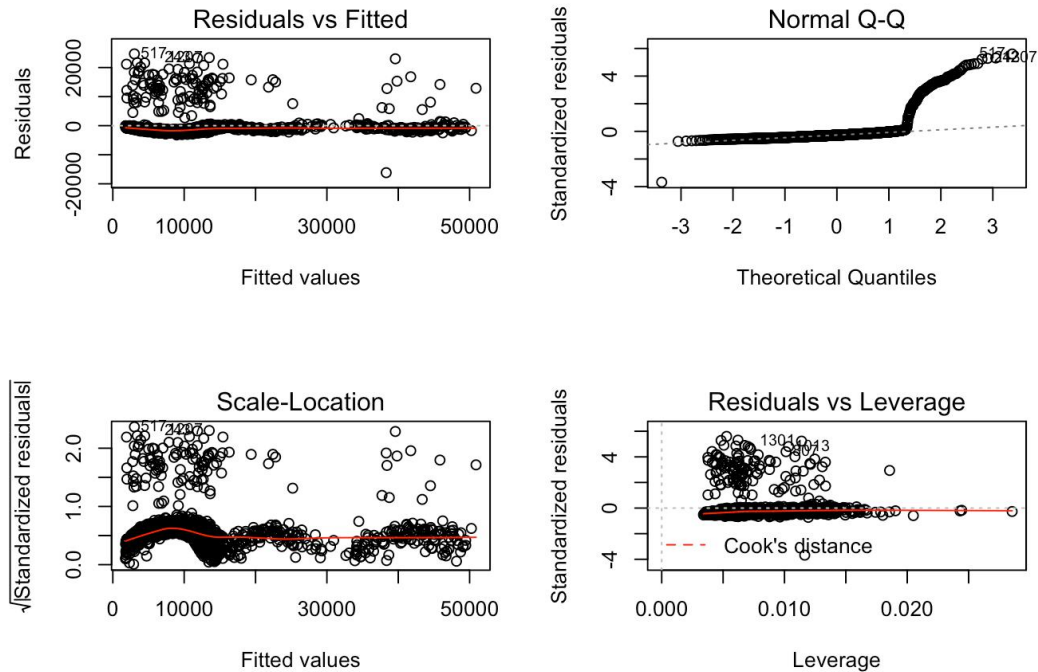 Residuals vs Fitted
Residuals
-20000 0 20000
517
10000 30000 50000
Fitted values
Normal Q-Q
Standardized residuals
-4 0 4
517
-3 -2 -1 0 1 2 3
Theoretical Quantiles
Scale-Location
√|Standardized residuals|
0.0 1.0 2.0
517
0 10000 30000 50000
Fitted values
Residuals vs Leverage
Standardized residuals
-4 0 4
1301
Cook's distance
0.000 0.010 0.020
Leverage